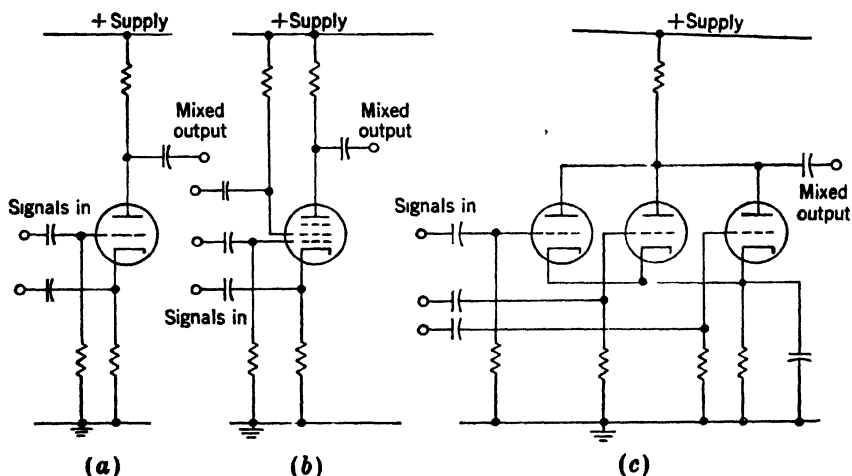 + Supply
+ Supply
+ Supply
Mixed
output
Mixed
output
Mixed
output
Signals in
Signals in
Signals in
(a)
(b)
(c)